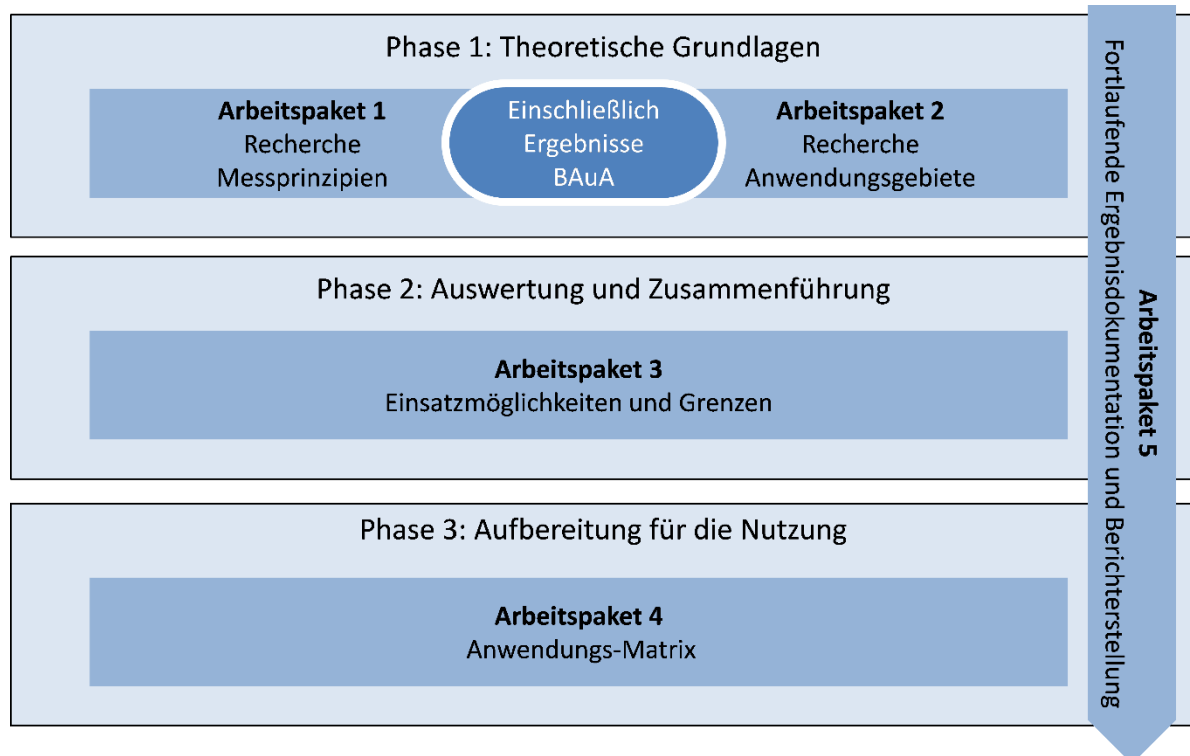 Phase 1: Theoretische Grundlagen
Arbeitspaket 1
Recherche
Messprinzipien
Einschließlich
Ergebnisse
BAuA
Arbeitspaket 2
Recherche
Anwendungsgebiete
Phase 2: Auswertung und Zusammenführung
Arbeitspaket 3
Einsatzmöglichkeiten und Grenzen
Phase 3: Aufbereitung für die Nutzung
Arbeitspaket 4
Anwendungs-Matrix
Arbeitspaket 5
Fortlaufende Ergebnisdokumentation und Berichterstellung